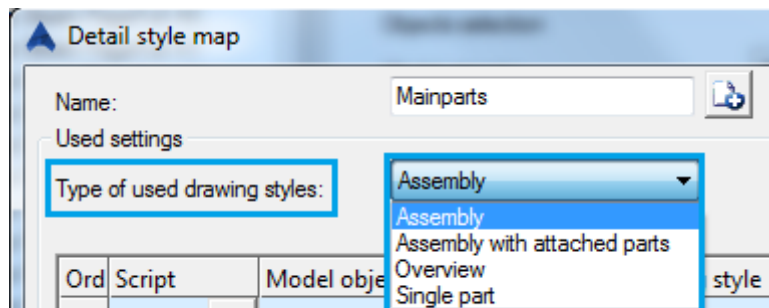 Detail style map
Name: Mainparts
Used settings
Type of used drawing styles: Assembly
Assembly
Assembly with attached parts
Overview
Single part
Ord Script Model obje style